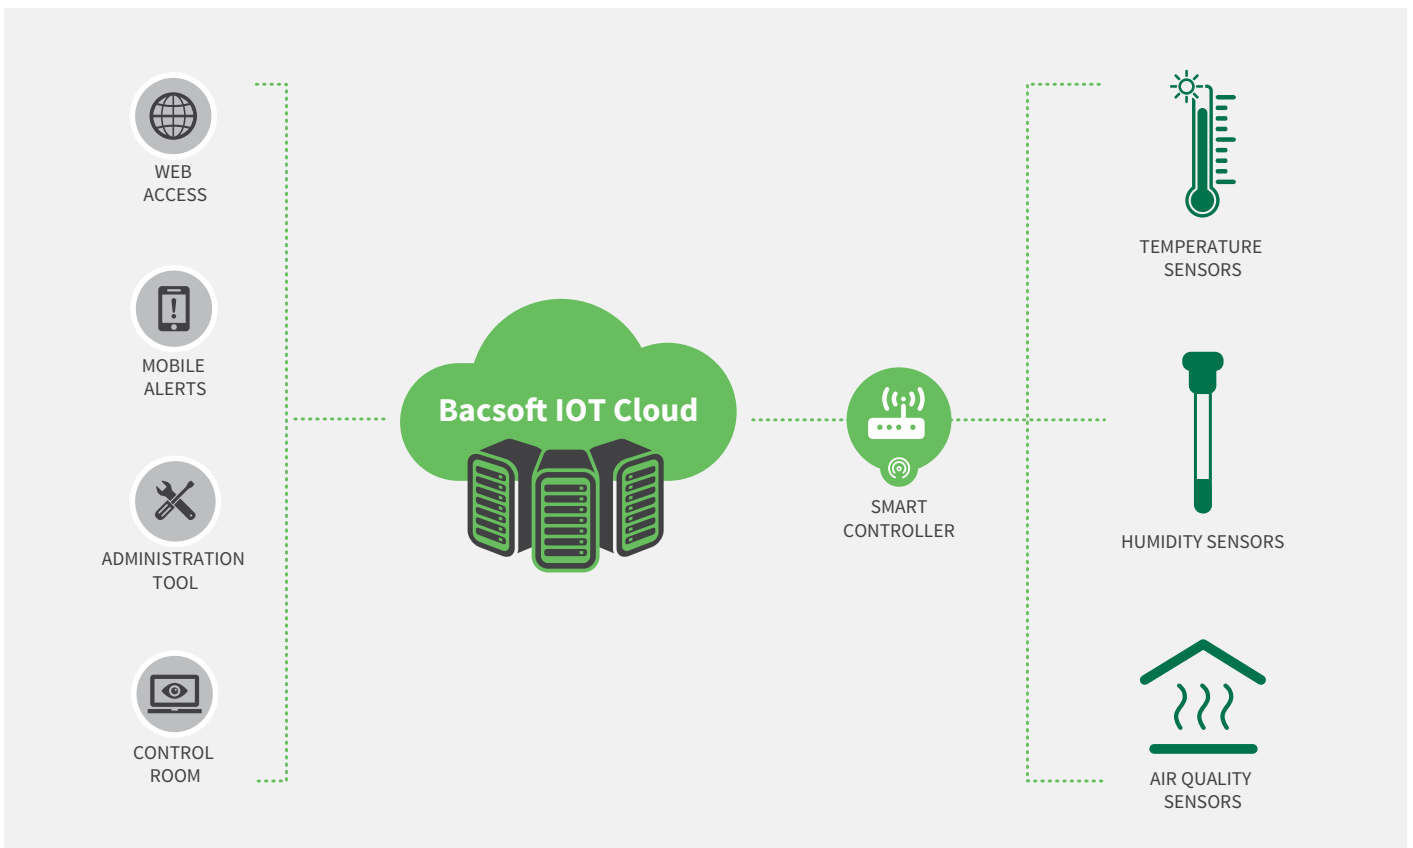 WEB
ACCESS
MOBILE
ALERTS
ADMINISTRATION
TOOL
CONTROL
ROOM
Bacsoft IOT Cloud
SMART
CONTROLLER
TEMPERATURE
SENSORS
HUMIDITY SENSORS
AIR QUALITY
SENSORS